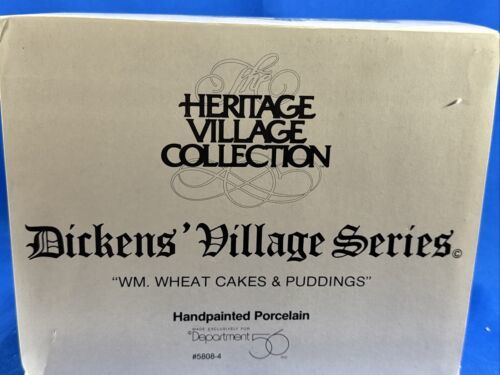 The
HERITAGE
VILLAGE
COLLECTION
Dickens' Village Series©
"WM. WHEAT CAKES & PUDDINGS"
Handpainted Porcelain
MADE EXCLUSIVELY FOR
©Department 56 INC
#5808-4